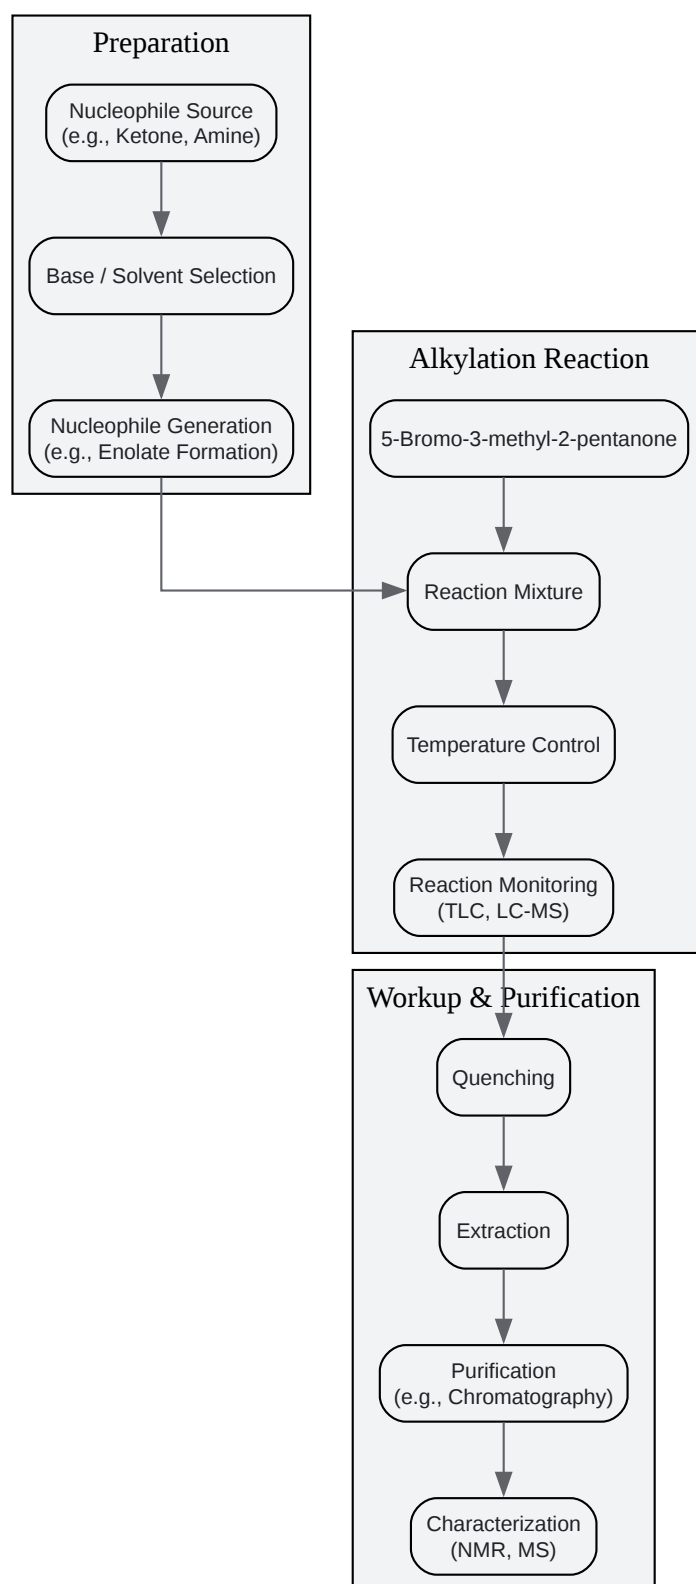 Preparation
Nucleophile Source
(e.g., Ketone, Amine)
Base / Solvent Selection
Nucleophile Generation
(e.g., Enolate Formation)
Alkylation Reaction
5-Bromo-3-methyl-2-pentanone
Reaction Mixture
Temperature Control
Reaction Monitoring
(TLC, LC-MS)
Workup & Purification
Quenching
Extraction
Purification
(e.g., Chromatography)
Characterization
(NMR, MS)